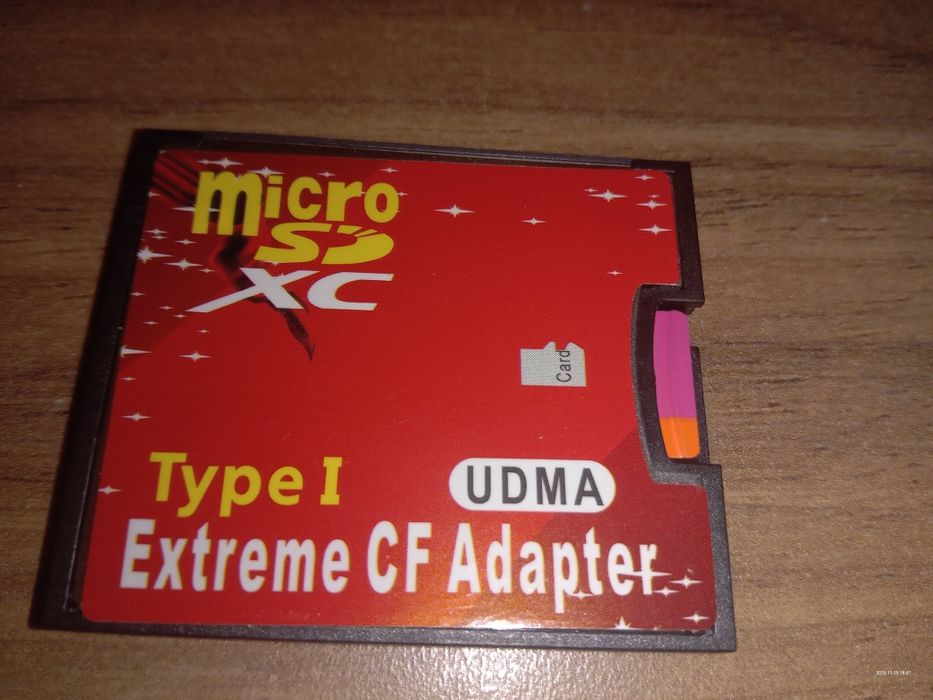 micro
SD
XC
Card
Type I
UDMA
Extreme CF Adapter